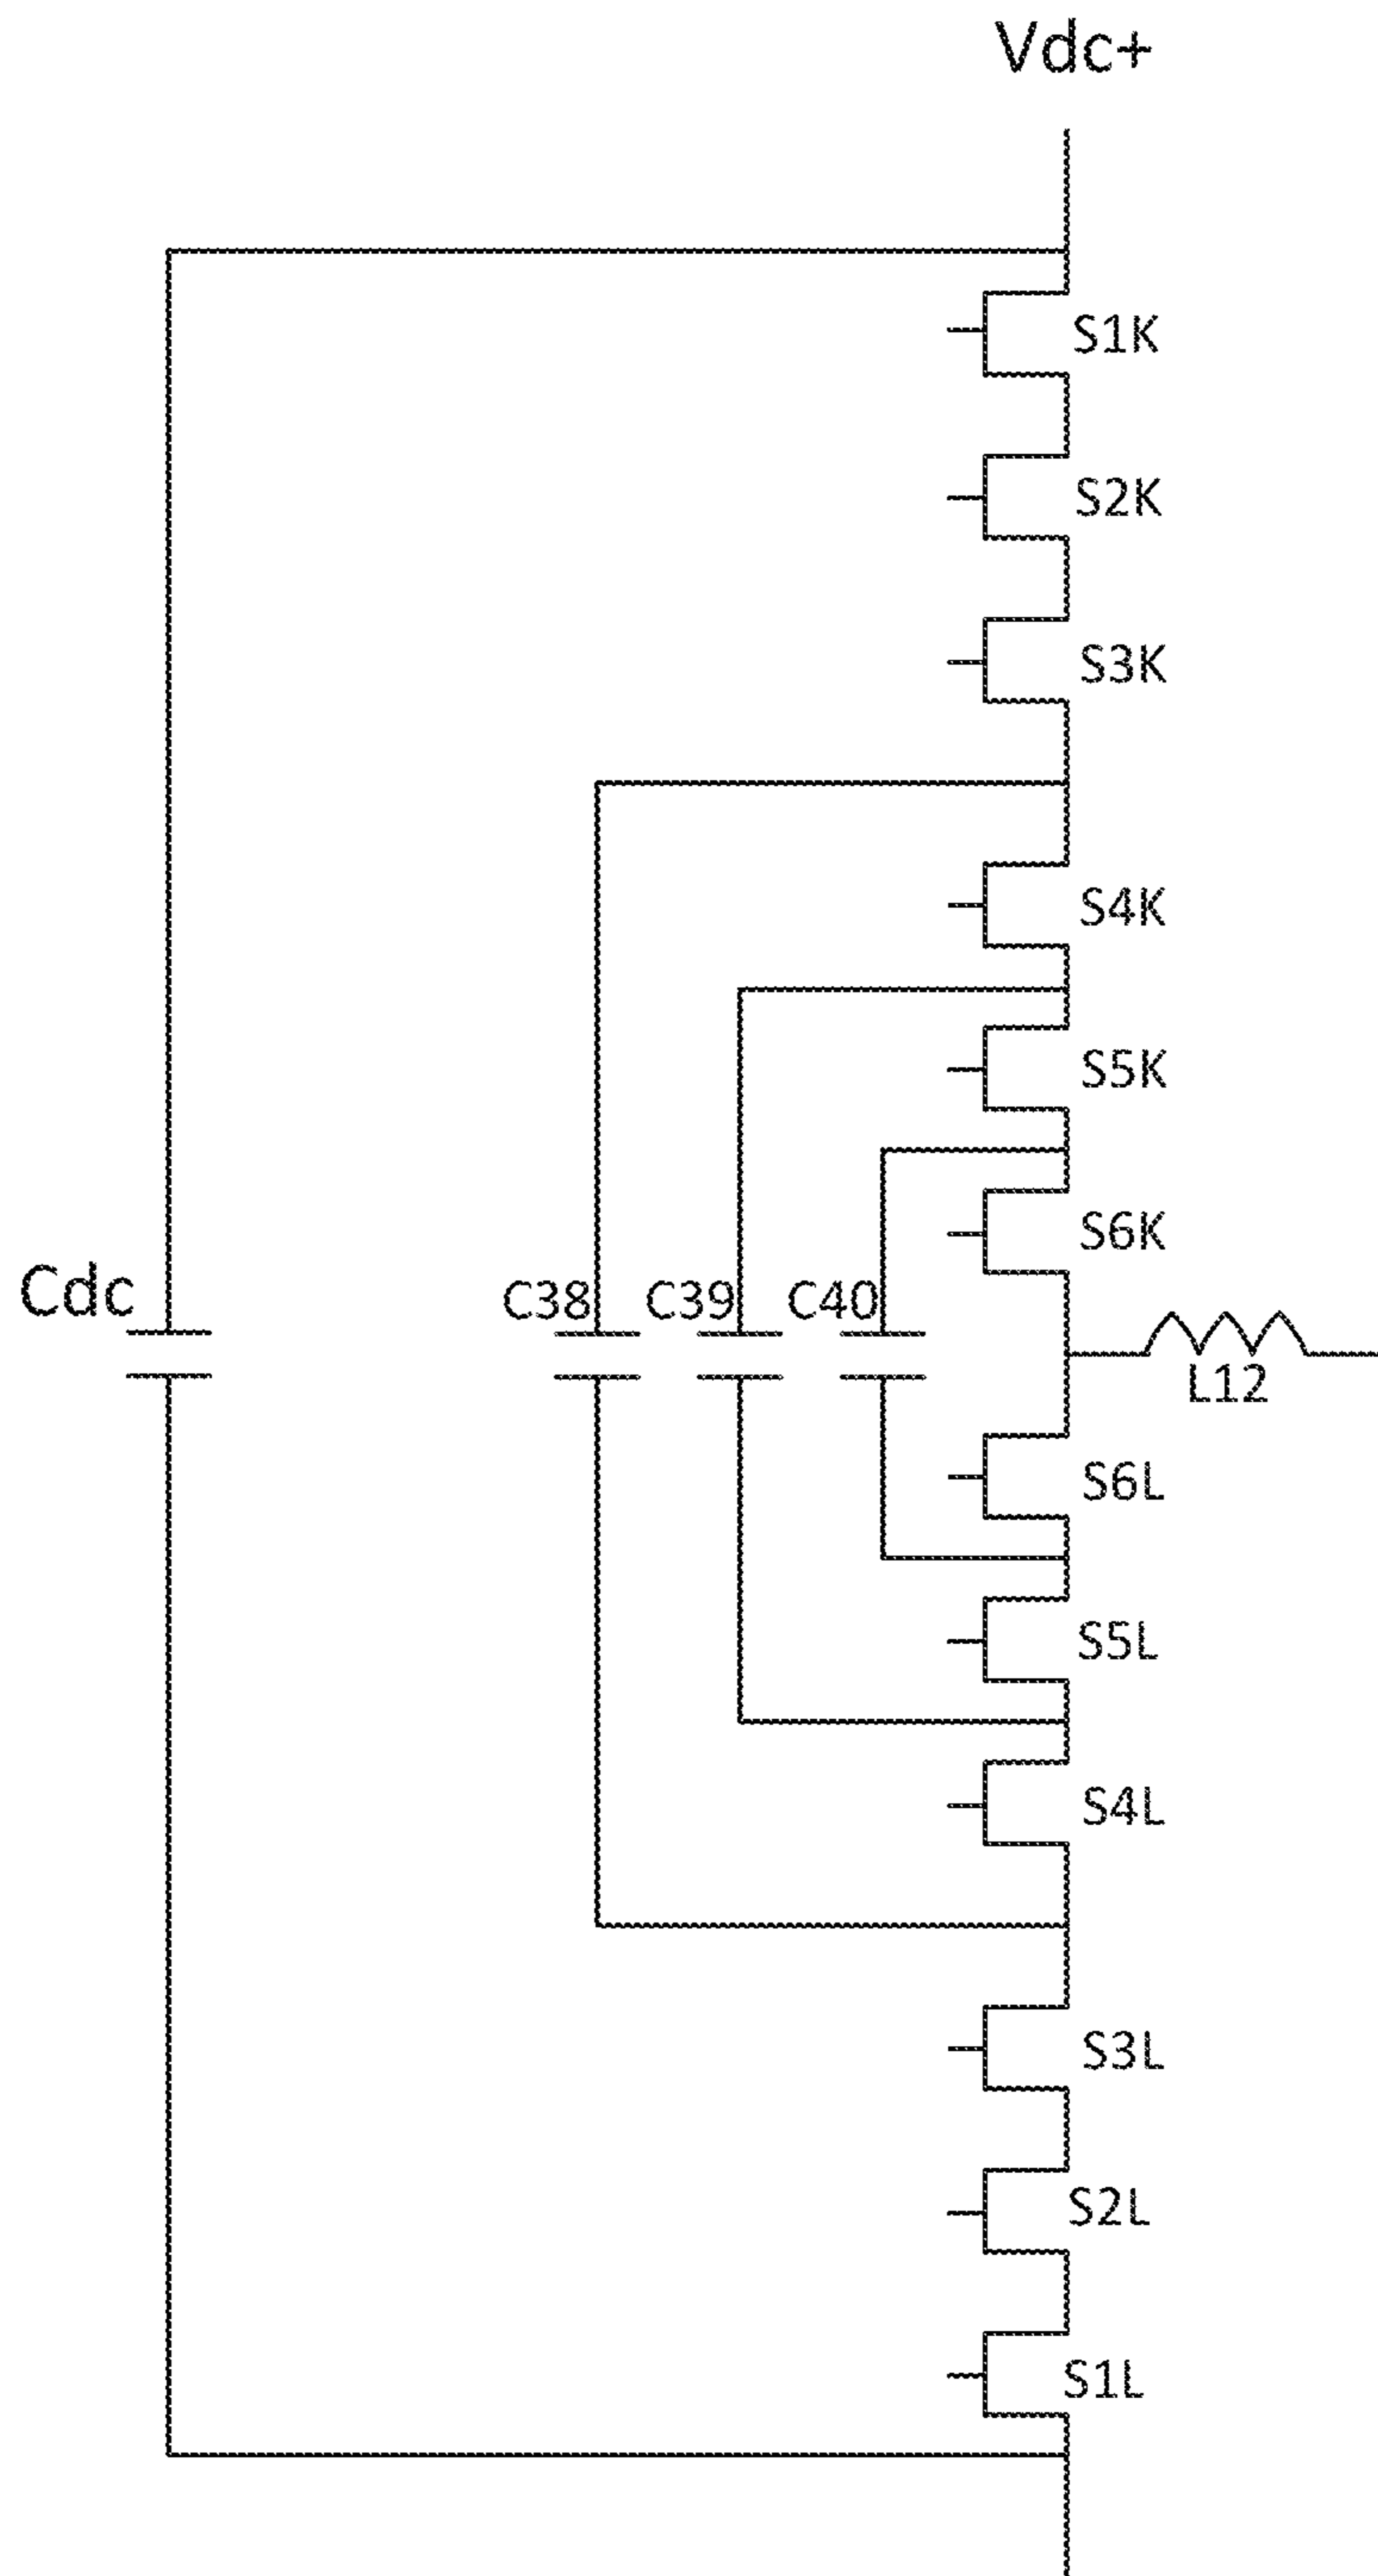 Vdc+
S1K
S2K
S3K
S4K
S5K
S6K
Cdc
C38
C39
C40
L12
S6L
S5L
S4L
S3L
S2L
S1L